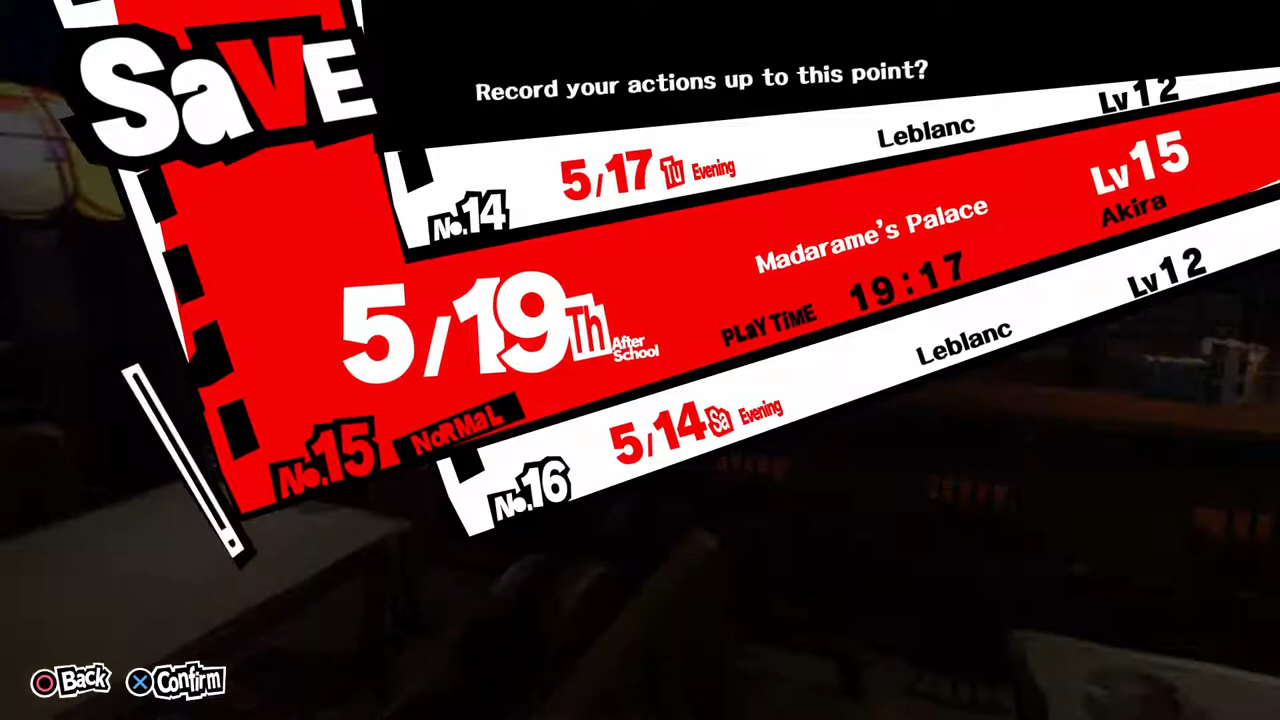 SaVE
Record your actions up to this point?
No.14 5/17 Tu Evening Leblanc Lv12
No.15 5/19 Th After School Madarame's Palace Lv15
NoRMaL PLaY TiME 19:17 Akira
No.16 5/14 Sa Evening Leblanc Lv12
Back Confirm